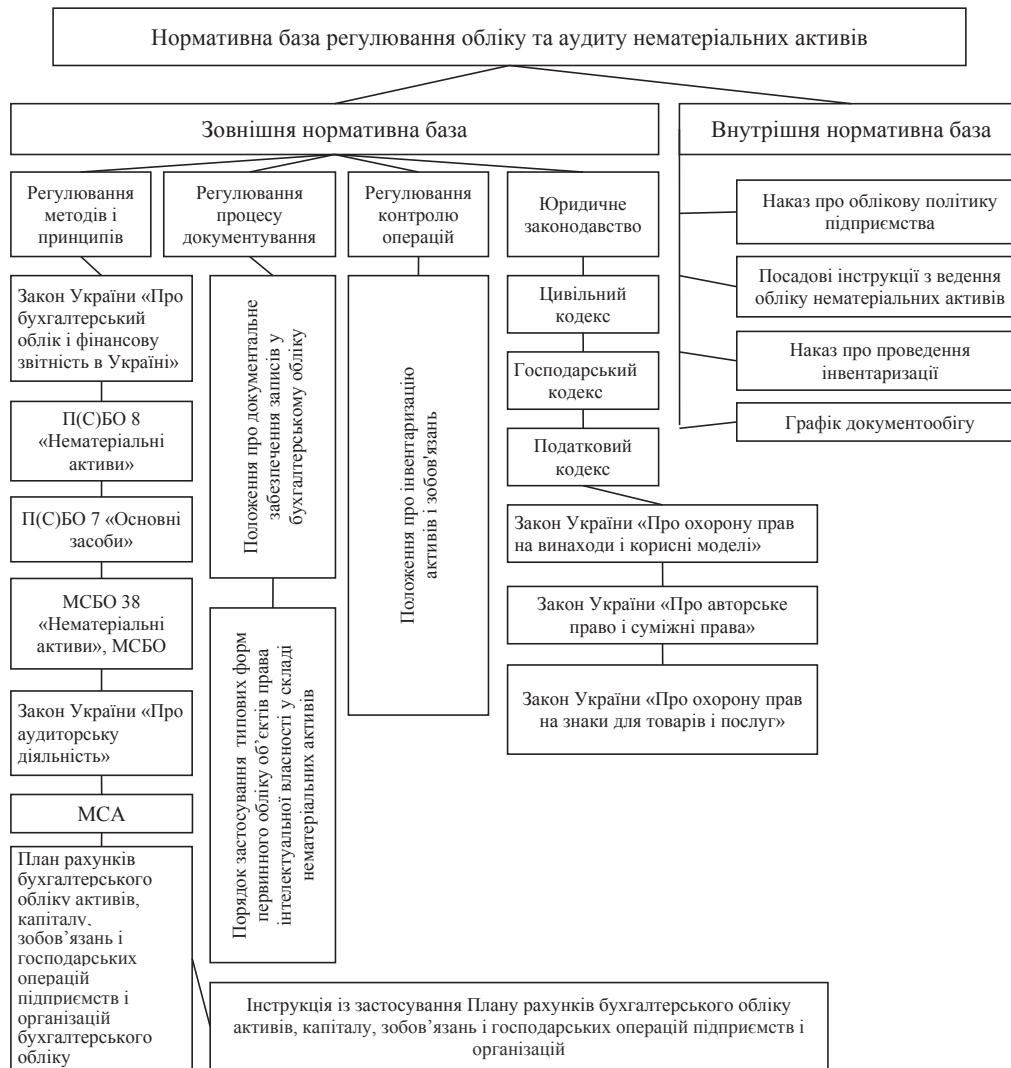 Нормативна база регулювання обліку та аудиту нематеріальних активів
Зовнішня нормативна база
Внутрішня нормативна база
Регулювання
методів і
принципів
Регулювання
процесу
документування
Регулювання
контролю
операцій
Юридичне
законодавство
Закон України «Про
бухгалтерський
облік і фінансову
звітність в Україні»
П(С)БО 8
«Нематеріальні
активи»
П(С)БО 7 «Основні
засоби»
МСБО 38
«Нематеріальні
активи», МСБО
Закон України «Про
аудиторську
діяльність»
МСА
План рахунків
бухгалтерського
обліку активів,
капіталу,
зобов’язань і
господарських
операцій
підприємств і
організацій
бухгалтерського
обліку
Інструкція із застосування Плану рахунків бухгалтерського обліку
активів, капіталу, зобов’язань і господарських операцій підприємств і
організацій
Положення про документальне
забезпечення записів у
бухгалтерському обліку
Порядок застосування типових форм
первинного обліку об’єктів права
інтелектуальної власності у складі
нематеріальних активів
Положення про інвентаризацію
активів і зобов'язань
Цивільний
кодекс
Господарський
кодекс
Податковий
кодекс
Закон України «Про охорону прав
на винаходи і корисні моделі»
Закон України «Про авторське
право і суміжні права»
Закон України «Про охорону прав
на знаки для товарів і послуг»
Наказ про облікову політику
підприємства
Посадові інструкції з ведення
обліку нематеріальних активів
Наказ про проведення
інвентаризації
Графік документообігу